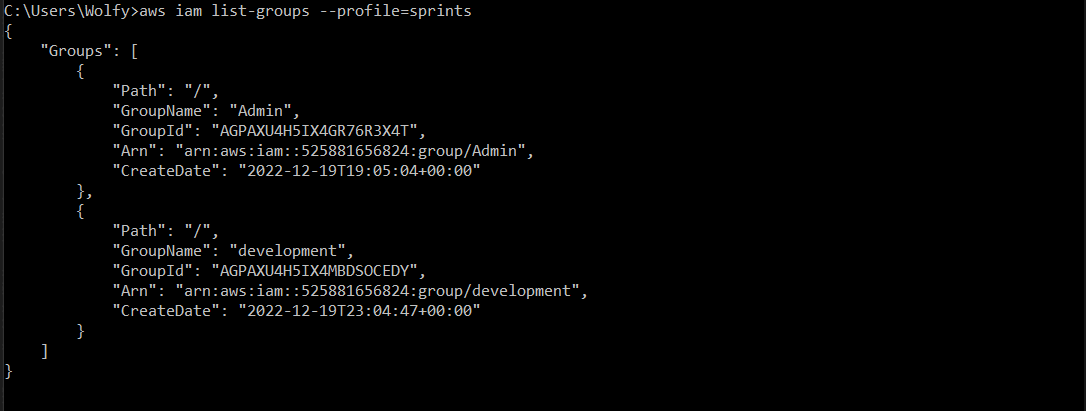 C:\Users\Wolfy>aws iam list-groups --profile=sprints
{
    "Groups": [
        {
            "Path": "/",
            "GroupName": "Admin",
            "GroupId": "AGPAXU4H5IX4GR76R3X4T",
            "Arn": "arn:aws:iam::525881656824:group/Admin",
            "CreateDate": "2022-12-19T19:05:04+00:00"
        },
        {
            "Path": "/",
            "GroupName": "development",
            "GroupId": "AGPAXU4H5IX4MBDSOCEDY",
            "Arn": "arn:aws:iam::525881656824:group/development",
            "CreateDate": "2022-12-19T23:04:47+00:00"
        }
    ]
}